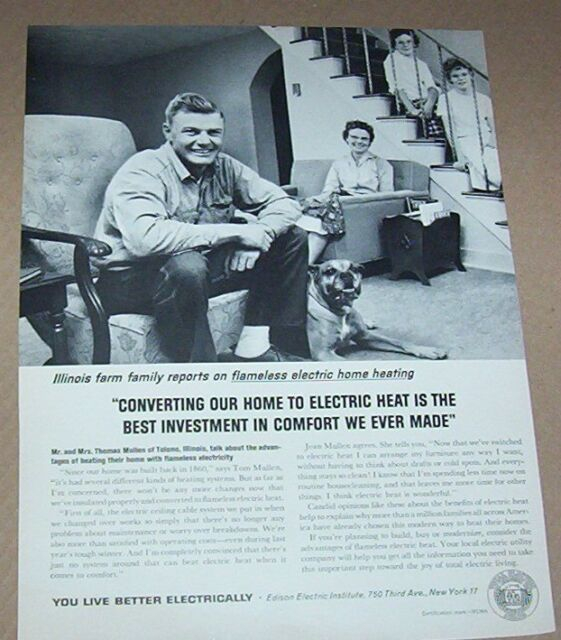 Illinois farm family reports on flameless electric home heating
"CONVERTING OUR HOME TO ELECTRIC HEAT IS THE
BEST INVESTMENT IN COMFORT WE EVER MADE"
Mr. and Mrs. Thomas Mullen of Tolono, Illinois, talk about the advan-
tages of heating their home with flameless electricity
"Since our home was built back in 1860," says Tom Mullen,
"it's had several different kinds of heating systems. But as far as
I'm concerned, there won't be any more changes now that
we've insulated properly and converted to flameless electric heat.
"First of all, the electric ceiling cable system we put in when
we changed over works so simply that there's no longer any
problem about maintenance or worry over breakdowns. We're
also more than satisfied with operating costs—even during last
year's tough winter. And I'm completely convinced that there's
just no system around that can beat electric heat when it
comes to comfort."
Jean Mullen agrees. She tells you, "Now that we've switched
to electric heat I can arrange my furniture any way I want,
without having to think about drafts or cold spots. And every-
thing stays so clean! I know that I'm spending less time now on
routine housecleaning, and that leaves me more time for other
things. I think electric heat is wonderful."
Candid opinions like these about the benefits of electric heat
help to explain why more than a million families all across Amer-
ica have already chosen this modern way to heat their homes.
If you're planning to build, buy or modernize, consider the
advantages of flameless electric heat. Your local electric utility
company will help you get all the information you need to take
this important step toward the joy of total electric living.
YOU LIVE BETTER ELECTRICALLY • Edison Electric Institute, 750 Third Ave., New York 17